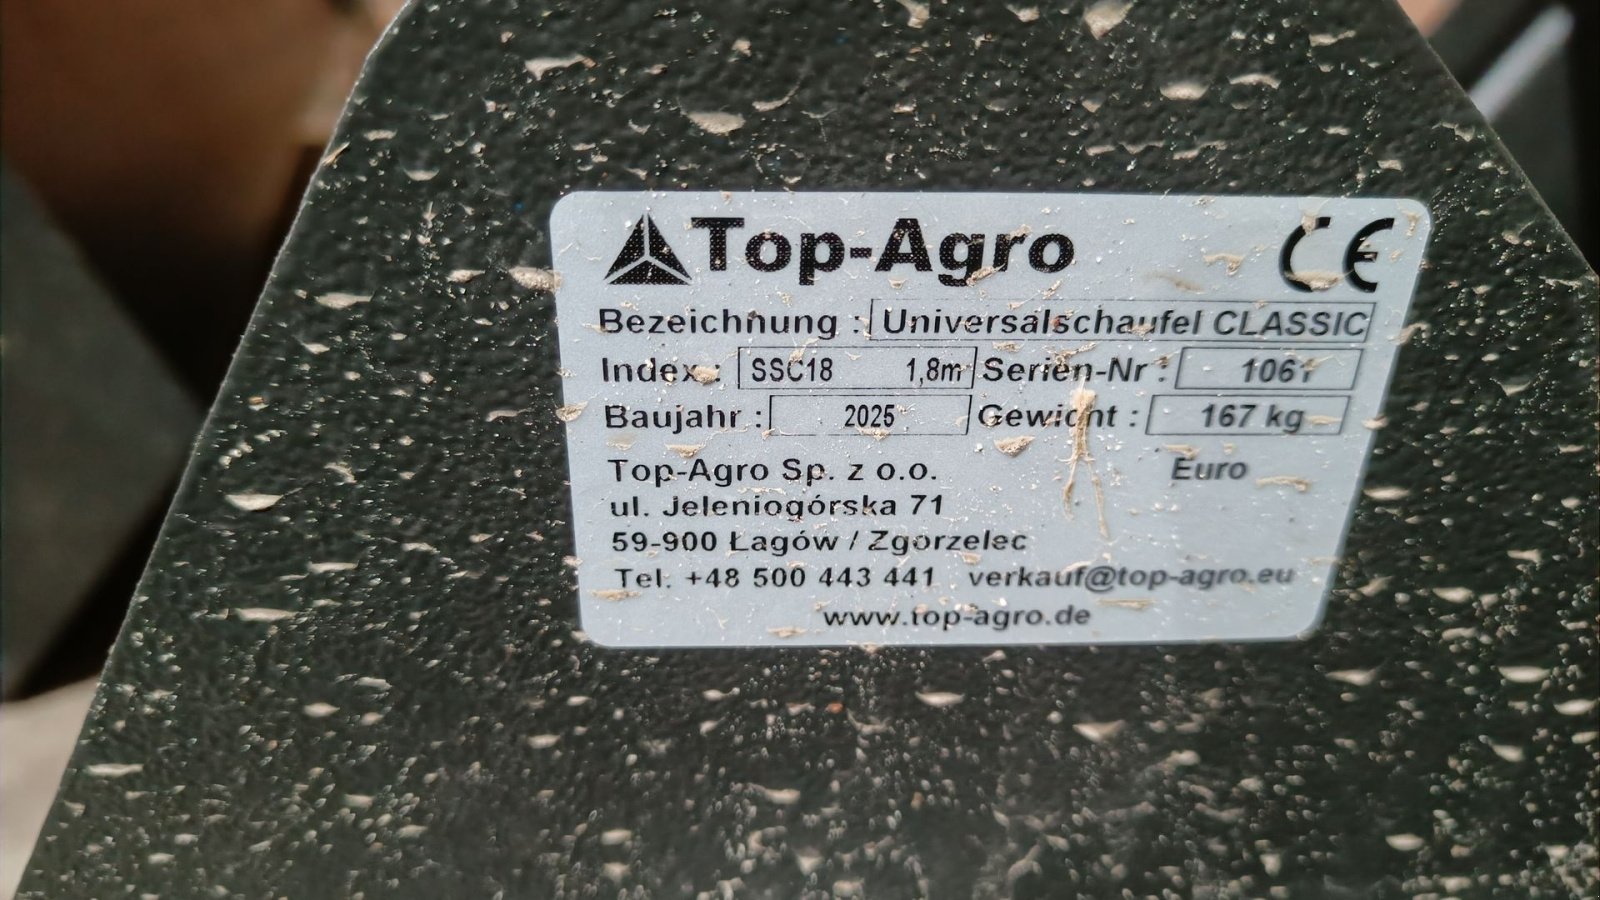 Top-Agro CE
Bezeichnung : Universalschaufel CLASSIC
Index : SSC18 1,8m Serien-Nr : 1061
Baujahr : 2025 Gewicht : 167 kg
Top-Agro Sp. z o.o. Euro
ul. Jeleniogórska 71
59-900 Łagów / Zgorzelec
Tel. +48 500 443 441 verkauf@top-agro.eu
www.top-agro.de